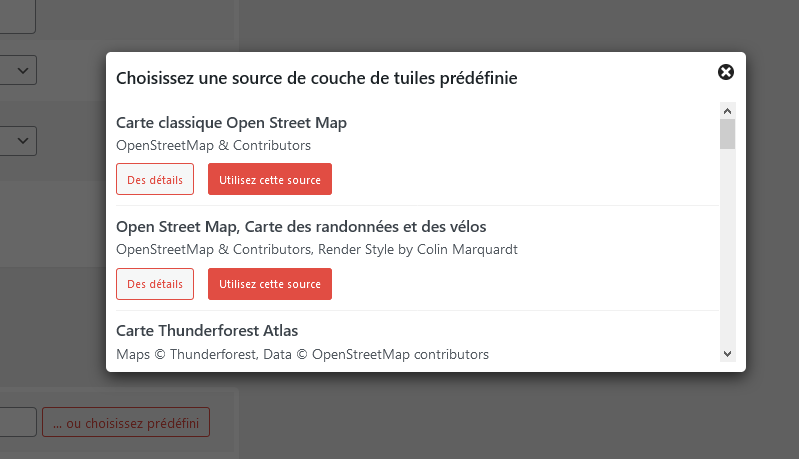 Choisissez une source de couche de tuiles prédéfinie
Carte classique Open Street Map
OpenStreetMap & Contributors
Des détails
Utilisez cette source
Open Street Map, Carte des randonnées et des vélos
OpenStreetMap & Contributors, Render Style by Colin Marquardt
Des détails
Utilisez cette source
Carte Thunderforest Atlas
Maps © Thunderforest, Data © OpenStreetMap contributors
... ou choisissez prédéfini